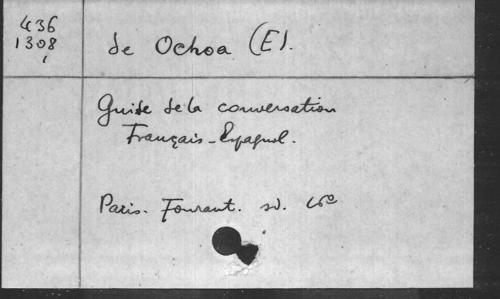 436
1308
de Ochoa (E).
Guide de la conversation
Français-Espagnol.
Paris. Fourant. sd.